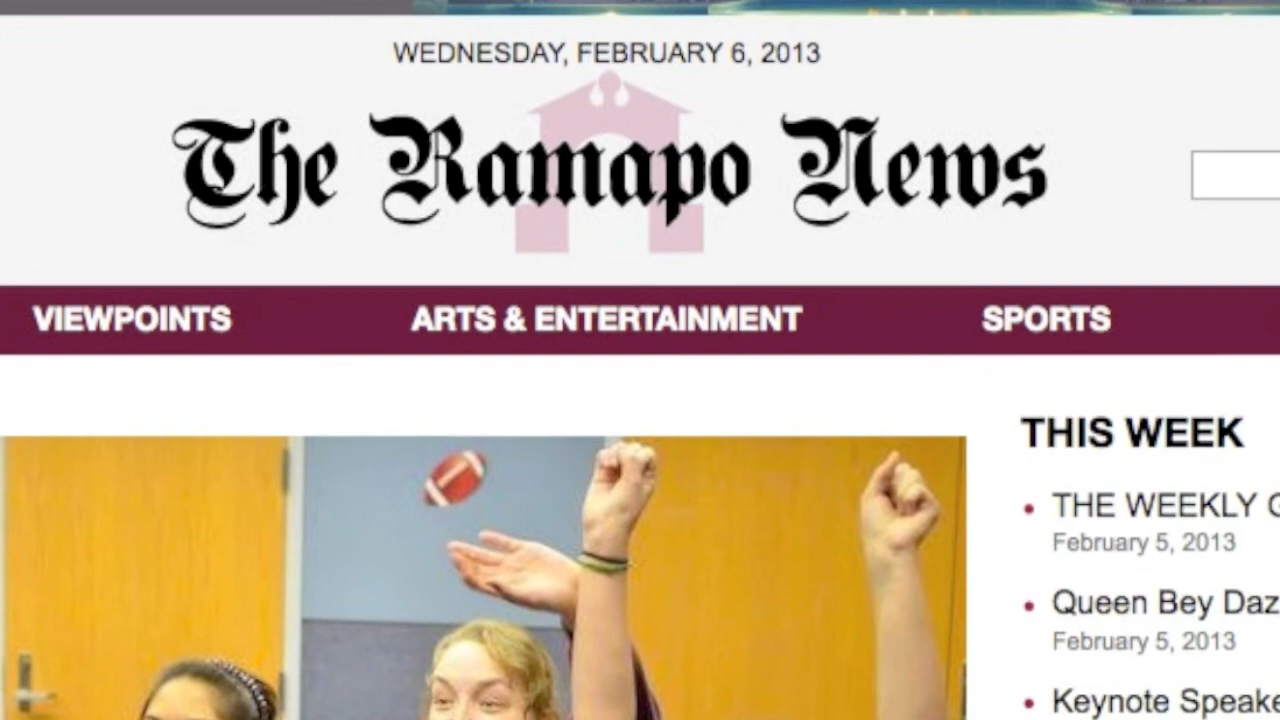 WEDNESDAY, FEBRUARY 6, 2013
The Ramapo News
VIEWPOINTS ARTS & ENTERTAINMENT SPORTS
THIS WEEK
THE WEEKLY
February 5, 2013
Queen Bey
February 5, 2013
Keynote